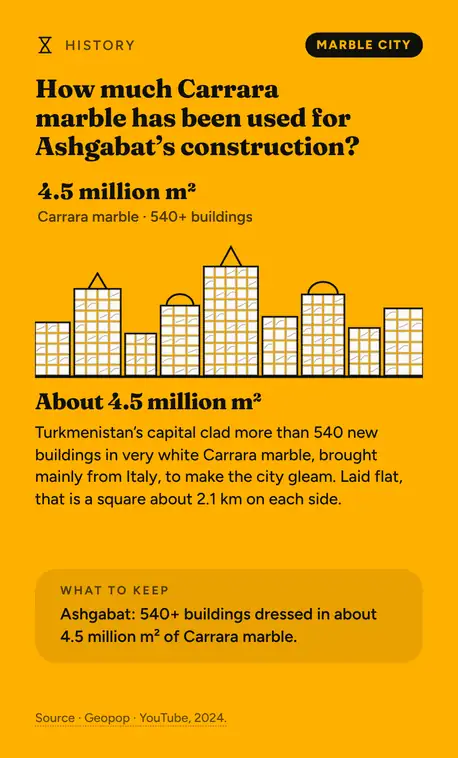 HISTORY
MARBLE CITY
How much Carrara
marble has been used for
Ashgabat’s construction?
4.5 million m²
Carrara marble · 540+ buildings
About 4.5 million m²
Turkmenistan’s capital clad more than 540 new
buildings in very white Carrara marble, brought
mainly from Italy, to make the city gleam. Laid flat,
that is a square about 2.1 km on each side.
WHAT TO KEEP
Ashgabat: 540+ buildings dressed in about
4.5 million m² of Carrara marble.
Source · Geopop · YouTube, 2024.